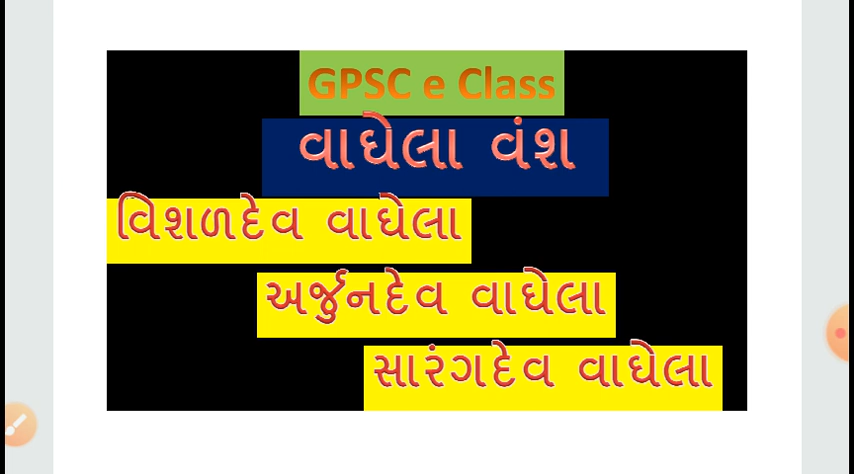 GPSC e Class
વાઘેલા વંશ
વિશળદેવ વાઘેલા
અર્જુનદેવ વાઘેલા
સારંગદેવ વાઘેલા